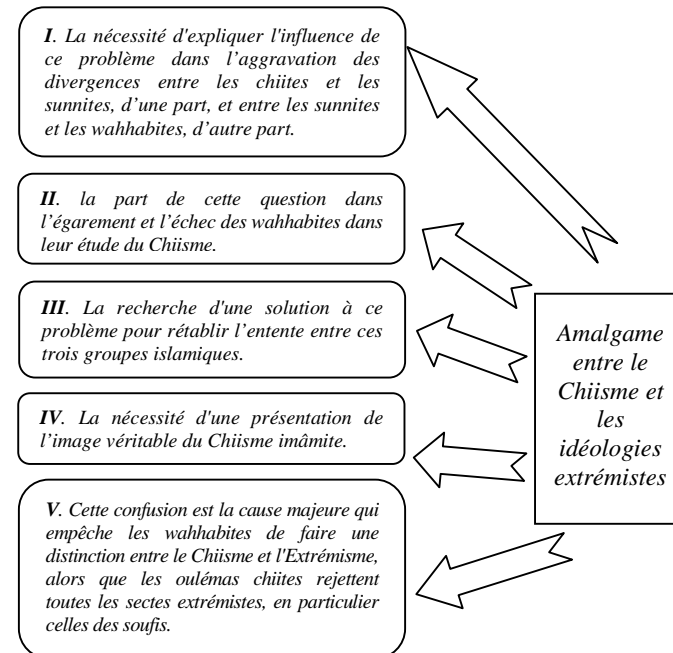 I. La nécessité d'expliquer l'influence de
ce problème dans l’aggravation des
divergences entre les chiites et les
sunnites, d’une part, et entre les sunnites
et les wahhabites, d’autre part.
II. la part de cette question dans
l’égarement et l’échec des wahhabites dans
leur étude du Chiisme.
III. La recherche d'une solution à ce
problème pour rétablir l’entente entre ces
trois groupes islamiques.
IV. La nécessité d'une présentation de
l’image véritable du Chiisme imâmite.
V. Cette confusion est la cause majeure qui
empêche les wahhabites de faire une
distinction entre le Chiisme et l'Extrémisme,
alors que les oulémas chiites rejettent
toutes les sectes extrémistes, en particulier
celles des soufis.
Amalgame
entre le
Chiisme et
les
idéologies
extrémistes